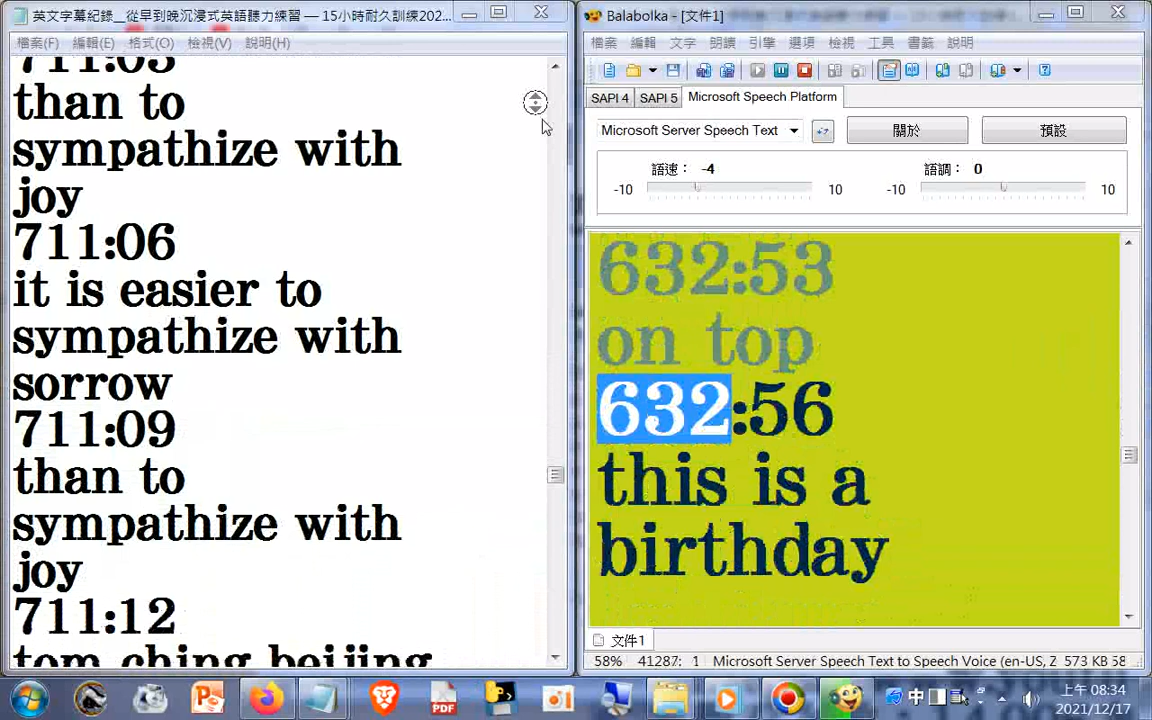 英文字幕紀錄__從早到晚沉浸式英語聽力練習 — 15小時耐久訓練202...
檔案(F) 編輯(E) 格式(O) 檢視(V) 說明(H)
711:03
than to
sympathize with
joy
711:06
it is easier to
sympathize with
sorrow
711:09
than to
sympathize with
joy
711:12
tom ching beijing
Balabolka - [文件1]
檔案 編輯 文字 朗讀 引擎 選項 檢視 工具 書籤 說明
SAPI 4 SAPI 5 Microsoft Speech Platform
Microsoft Server Speech Text 關於 預設
語速： -4 語調： 0
-10 10 -10 10
632:53
on top
632:56
this is a
birthday
文件1
58% 41287: 1 Microsoft Server Speech Text to Speech Voice (en-US, Z 573 KB 58
PDF 中 上午 08:34
2021/12/17